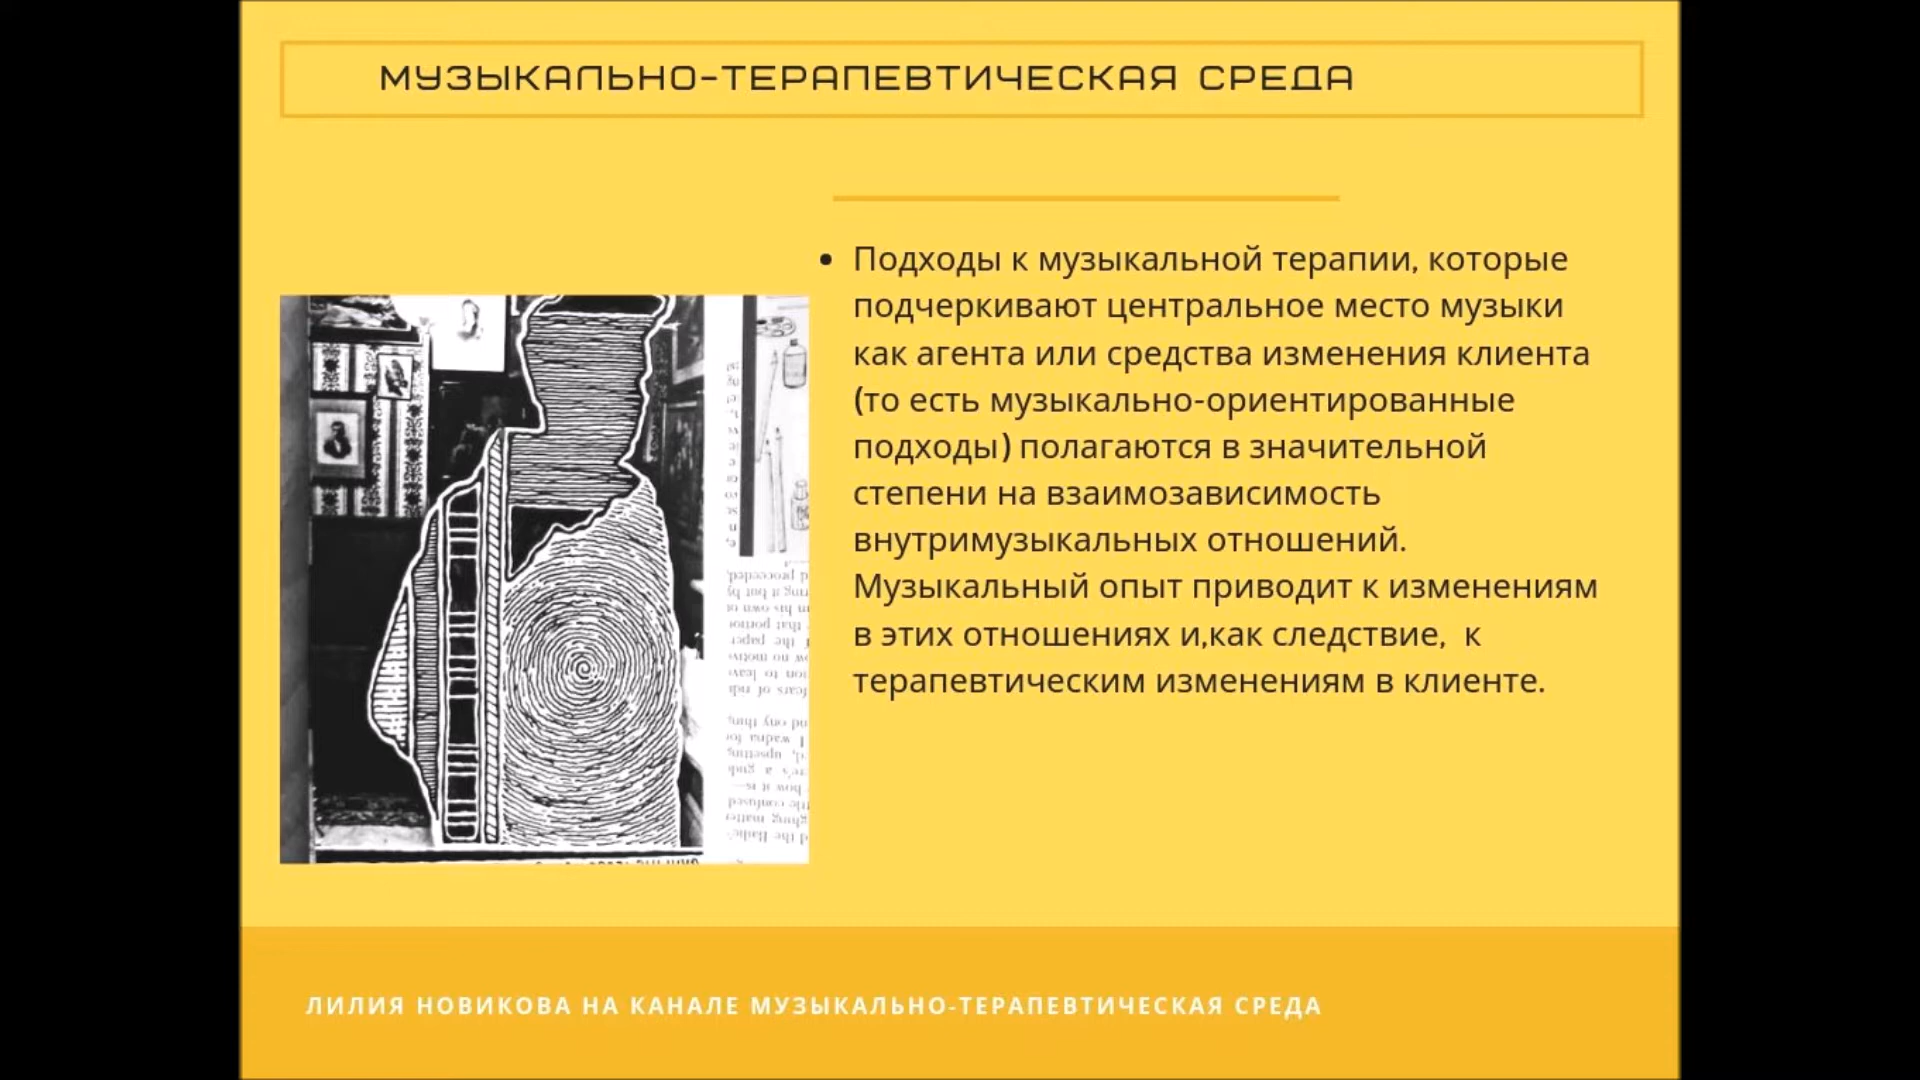 МУЗЫКАЛЬНО-ТЕРАПЕВТИЧЕСКАЯ СРЕДА
• Подходы к музыкальной терапии, которые
подчеркивают центральное место музыки
как агента или средства изменения клиента
(то есть музыкально-ориентированные
подходы) полагаются в значительной
степени на взаимозависимость
внутримузыкальных отношений.
Музыкальный опыт приводит к изменениям
в этих отношениях и,как следствие,  к
терапевтическим изменениям в клиенте.
ЛИЛИЯ НОВИКОВА НА КАНАЛЕ МУЗЫКАЛЬНО-ТЕРАПЕВТИЧЕСКАЯ СРЕДА